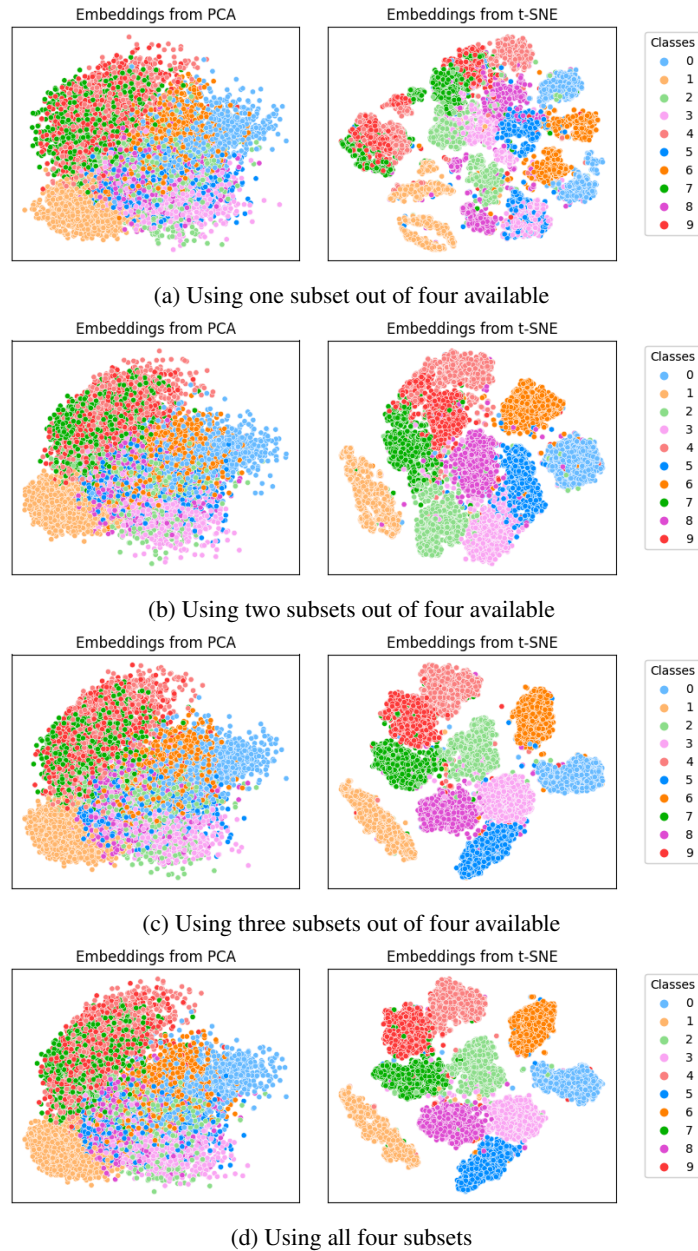 Embeddings from PCA
Embeddings from t-SNE
Classes
0
1
2
3
4
5
6
7
8
9
(a) Using one subset out of four available
Embeddings from PCA
Embeddings from t-SNE
Classes
0
1
2
3
4
5
6
7
8
9
(b) Using two subsets out of four available
Embeddings from PCA
Embeddings from t-SNE
Classes
0
1
2
3
4
5
6
7
8
9
(c) Using three subsets out of four available
Embeddings from PCA
Embeddings from t-SNE
Classes
0
1
2
3
4
5
6
7
8
9
(d) Using all four subsets